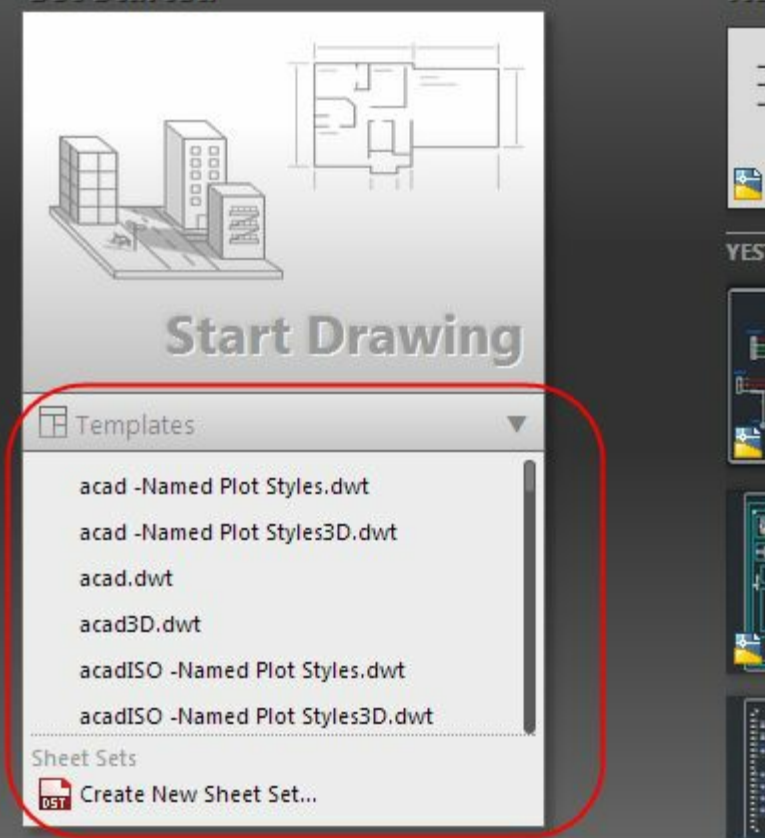 Start Drawing
Templates
acad -Named Plot Styles.dwt
acad -Named Plot Styles3D.dwt
acad.dwt
acad3D.dwt
acadISO -Named Plot Styles.dwt
acadISO -Named Plot Styles3D.dwt
Sheet Sets
DST
Create New Sheet Set...